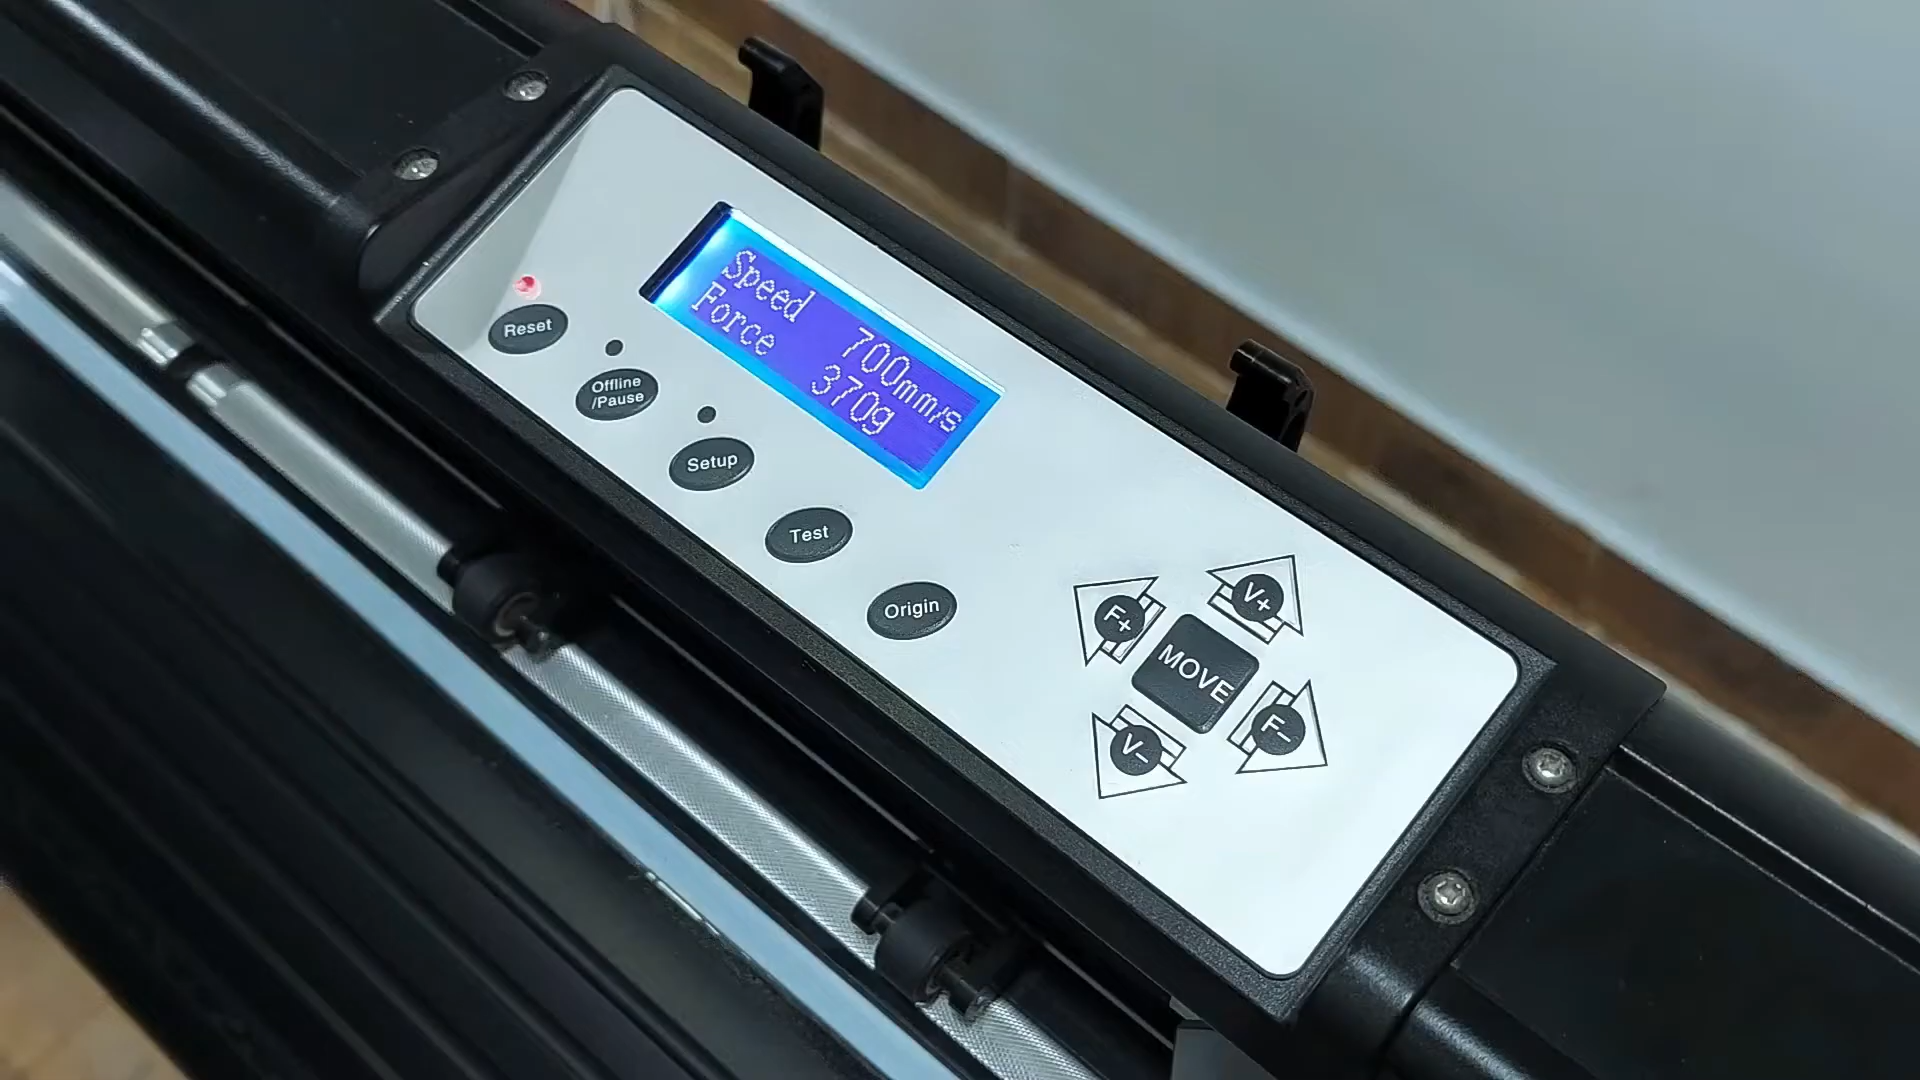 Speed 700mm/s
Force 370g
Reset
Offline
/Pause
Setup
Test
Origin
F+
V+
MOVE
V-
F-